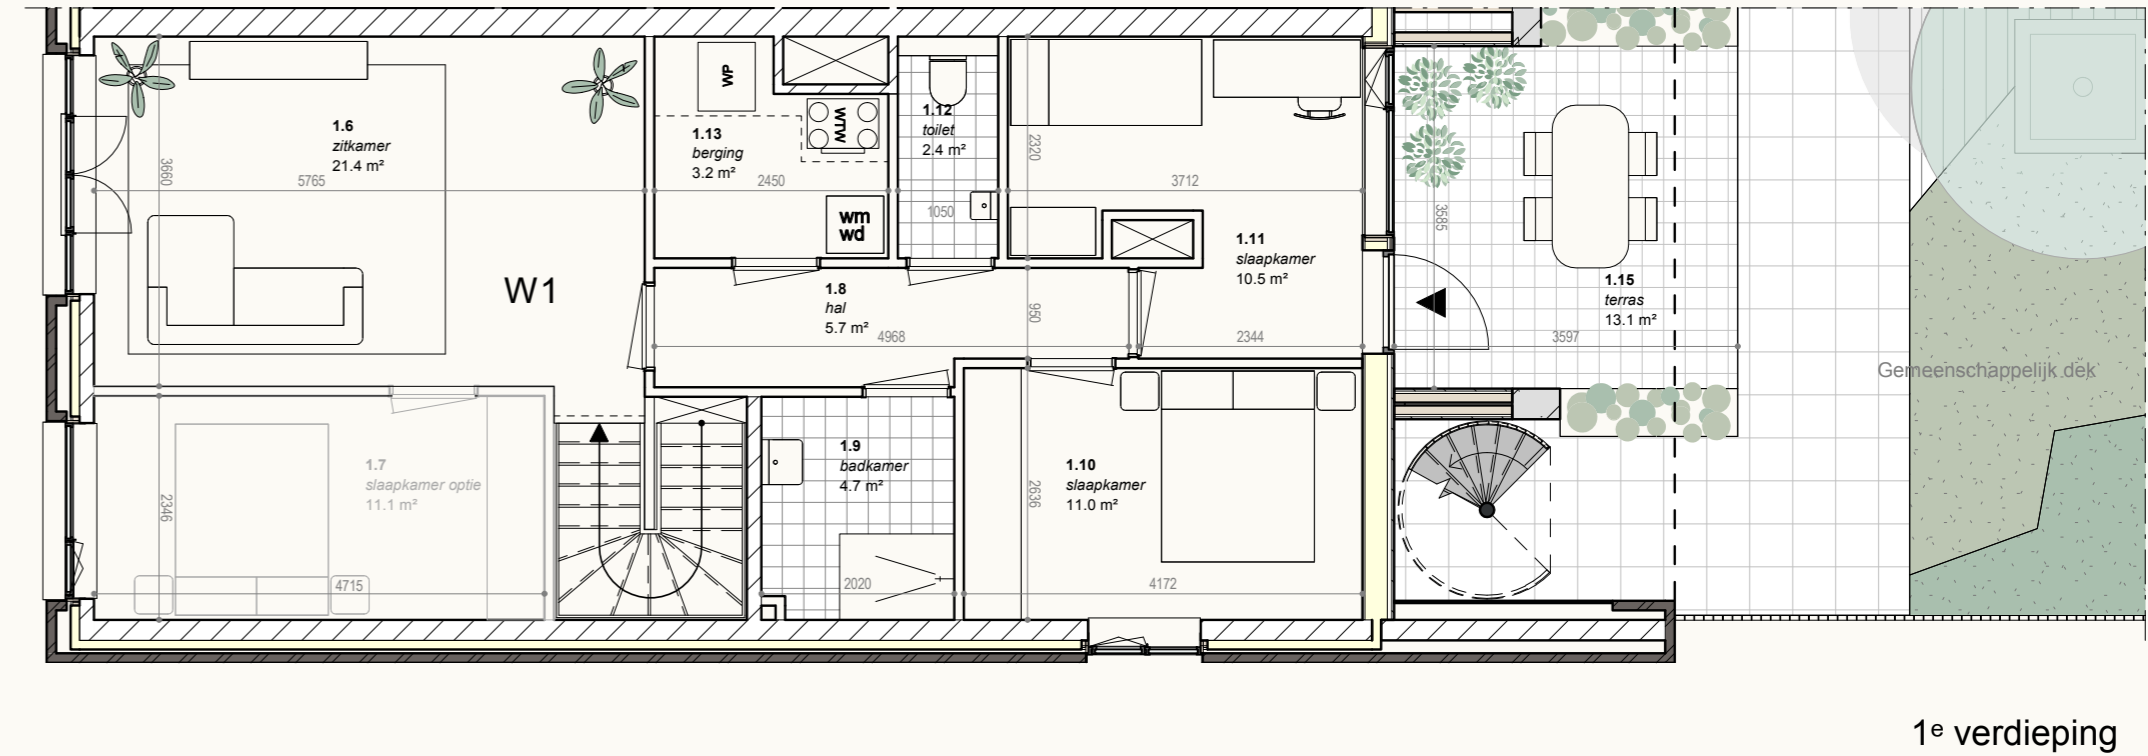 1.6
zitkamer
21.4 m²
3660
5765
W1
WP
1.13
berging
3.2 m²
WTW
2450
wm
wd
1.12
toilet
2.4 m²
1050
2320
3712
1.11
slaapkamer
10.5 m²
1.8
hal
5.7 m²
4968
950
2344
3585
1.15
terras
13.1 m²
3597
Gemeenschappelijk dek
1.7
slaapkamer optie
11.1 m²
2346
4715
1.9
badkamer
4.7 m²
2020
1.10
slaapkamer
11.0 m²
2636
4172
1e verdieping